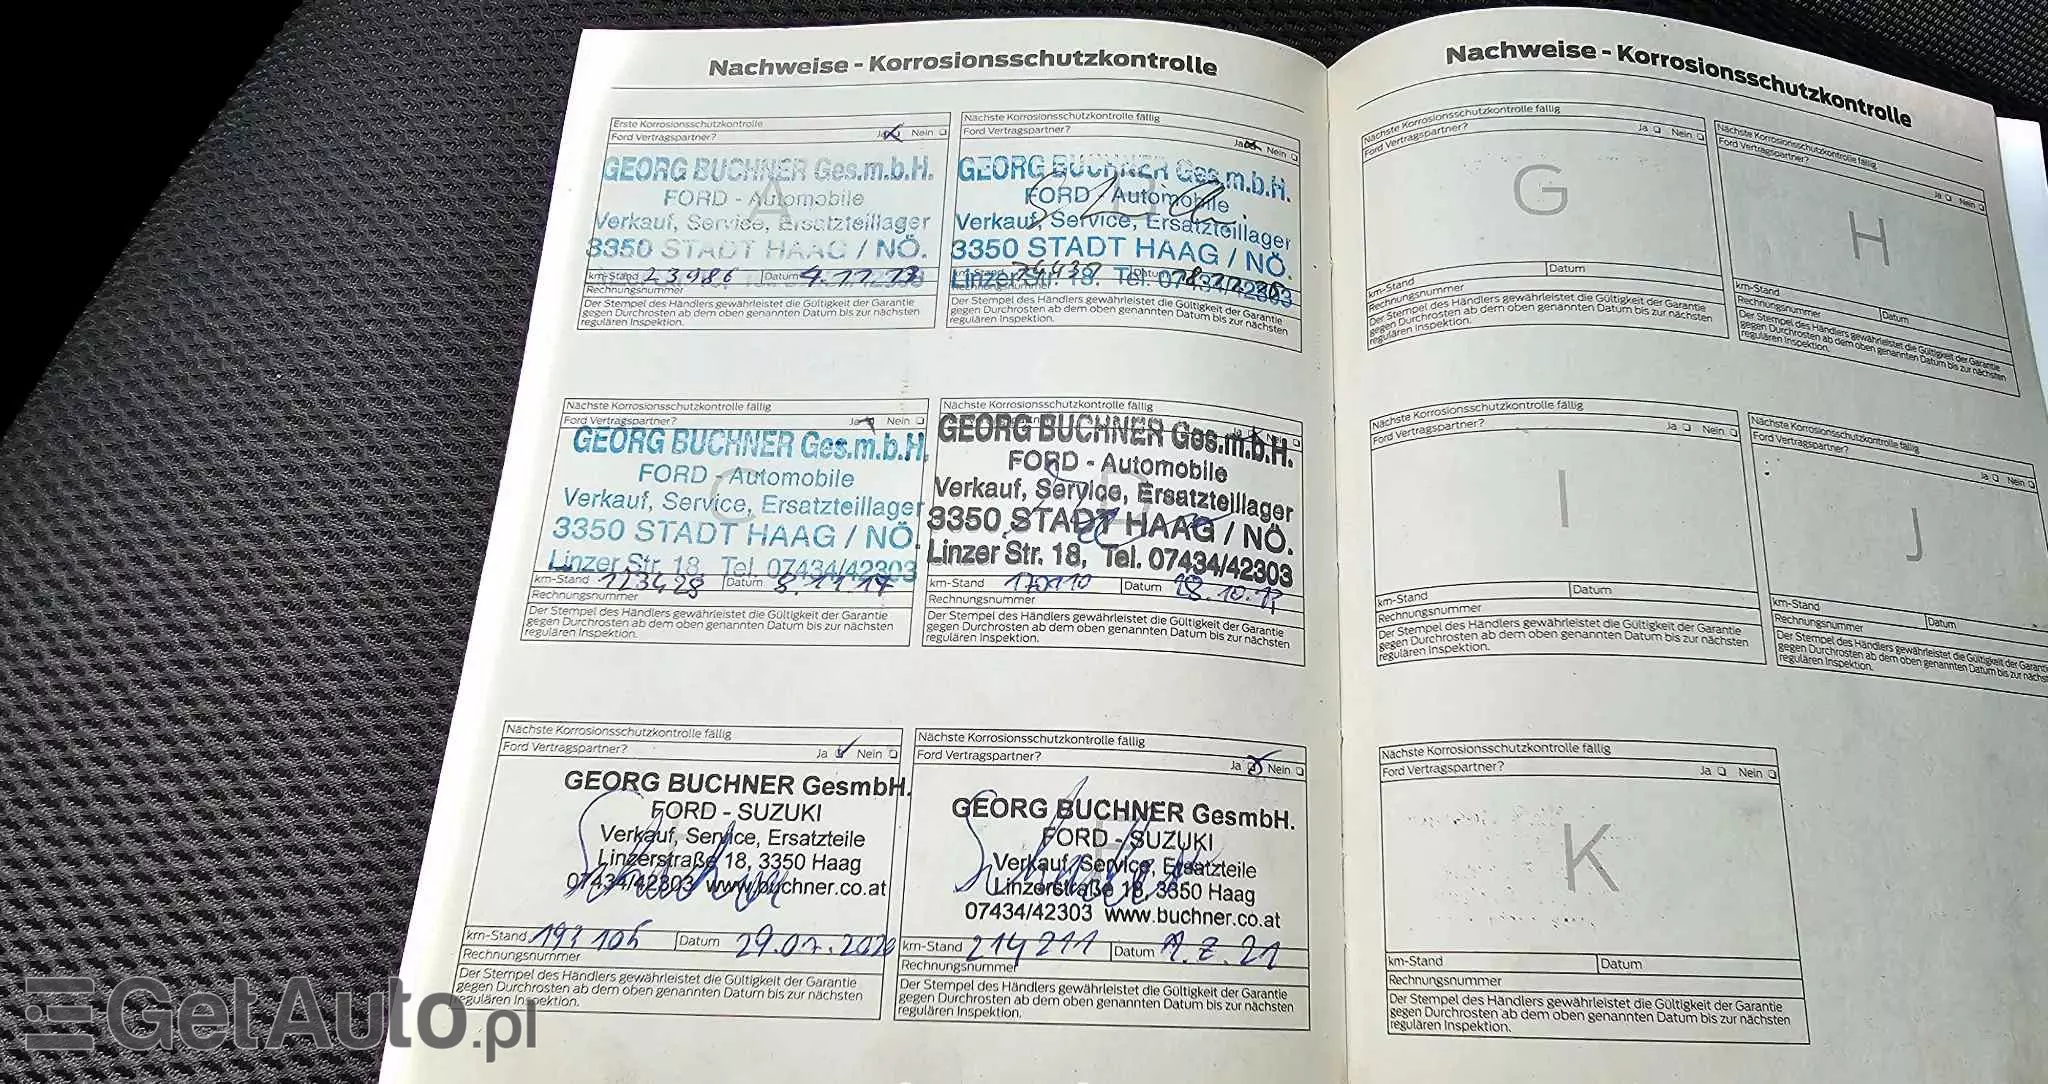 Nachweise - Korrosionsschutzkontrolle
Erste Korrosionsschutzkontrolle
Ford Vertragspartner? Ja Nein
GEORG BUCHNER Ges.m.b.H.
A
FORD - Automobile
Verkauf, Service, Ersatzteillager
3350 STADT HAAG / NÖ.
km-Stand 23986 Datum
Rechnungsnummer
Der Stempel des Händlers gewährleistet die Gültigkeit der Garantie
gegen Durchrosten ab dem oben genannten Datum bis zur nächsten
regulären Inspektion.
Nächste Korrosionsschutzkontrolle fällig
Ford Vertragspartner? Ja Nein
GEORG BUCHNER Ges.m.b.H.
FORD - Automobile
Verkauf, Service, Ersatzteillager
3350 STADT HAAG / NÖ.
Linzer Str. 18. Tel. 07434/42303
km-Stand Datum
Rechnungsnummer
Der Stempel des Händlers gewährleistet die Gültigkeit der Garantie
gegen Durchrosten ab dem oben genannten Datum bis zur nächsten
regulären Inspektion.
Nächste Korrosionsschutzkontrolle fällig
Ford Vertragspartner? Ja Nein
GEORG BUCHNER Ges.m.b.H.
C
FORD - Automobile
Verkauf, Service, Ersatzteillager
3350 STADT HAAG / NÖ.
Linzer Str. 18 Tel 07434/42303
km-Stand 123428 Datum
Rechnungsnummer
Der Stempel des Händlers gewährleistet die Gültigkeit der Garantie
gegen Durchrosten ab dem oben genannten Datum bis zur nächsten
regulären Inspektion.
Nächste Korrosionsschutzkontrolle fällig
GEORG BUCHNER Ges.m.b.H.
D
FORD - Automobile
Verkauf, Service, Ersatzteillager
3350 STADT HAAG / NÖ.
Linzer Str. 18, Tel. 07434/42303
km-Stand Datum
Rechnungsnummer
Der Stempel des Händlers gewährleistet die Gültigkeit der Garantie
gegen Durchrosten ab dem oben genannten Datum bis zur nächsten
regulären Inspektion.
Nächste Korrosionsschutzkontrolle fällig
Ford Vertragspartner? Ja Nein
GEORG BUCHNER GesmbH.
FORD - SUZUKI
Verkauf, Service, Ersatzteile
Linzerstraße 18, 3350 Haag
07434/42303 www.buchner.co.at
km-Stand 193105 Datum 29.07.2020
Rechnungsnummer
Der Stempel des Händlers gewährleistet die Gültigkeit der Garantie
gegen Durchrosten ab dem oben genannten Datum bis zur nächsten
regulären Inspektion.
Nächste Korrosionsschutzkontrolle fällig
Ford Vertragspartner? Ja Nein
GEORG BUCHNER GesmbH.
FORD - SUZUKI
Verkauf, Service, Ersatzteile
Linzerstraße 18, 3350 Haag
07434/42303 www.buchner.co.at
km-Stand 214211 Datum
Rechnungsnummer
Der Stempel des Händlers gewährleistet die Gültigkeit der Garantie
gegen Durchrosten ab dem oben genannten Datum bis zur nächsten
regulären Inspektion.
Nachweise - Korrosionsschutzkontrolle
Nächste Korrosionsschutzkontrolle fällig
Ford Vertragspartner? Ja Nein
G
km-Stand Datum
Rechnungsnummer
Der Stempel des Händlers gewährleistet die Gültigkeit der Garantie
gegen Durchrosten ab dem oben genannten Datum bis zur nächsten
regulären Inspektion.
Nächste Korrosionsschutzkontrolle fällig
Ford Vertragspartner? Ja Nein
H
km-Stand
Rechnungsnummer Datum
Der Stempel des Händlers gewährleistet die Gültigkeit der Garantie
gegen Durchrosten ab dem oben genannten Datum bis zur nächsten
regulären Inspektion.
Nächste Korrosionsschutzkontrolle fällig
Ford Vertragspartner? Ja Nein
I
km-Stand Datum
Rechnungsnummer
Der Stempel des Händlers gewährleistet die Gültigkeit der Garantie
gegen Durchrosten ab dem oben genannten Datum bis zur nächsten
regulären Inspektion.
Nächste Korrosionsschutzkontrolle fällig
Ford Vertragspartner? Ja Nein
J
km-Stand
Rechnungsnummer Datum
Der Stempel des Händlers gewährleistet die Gültigkeit der
gegen Durchrosten ab dem oben genannten Datum bis zur
regulären Inspektion.
Nächste Korrosionsschutzkontrolle fällig
Ford Vertragspartner? Ja Nein
K
km-Stand Datum
Rechnungsnummer
Der Stempel des Händlers gewährleistet die Gültigkeit der Garantie
gegen Durchrosten ab dem oben genannten Datum bis zur nächsten
regulären Inspektion.
GetAuto.pl